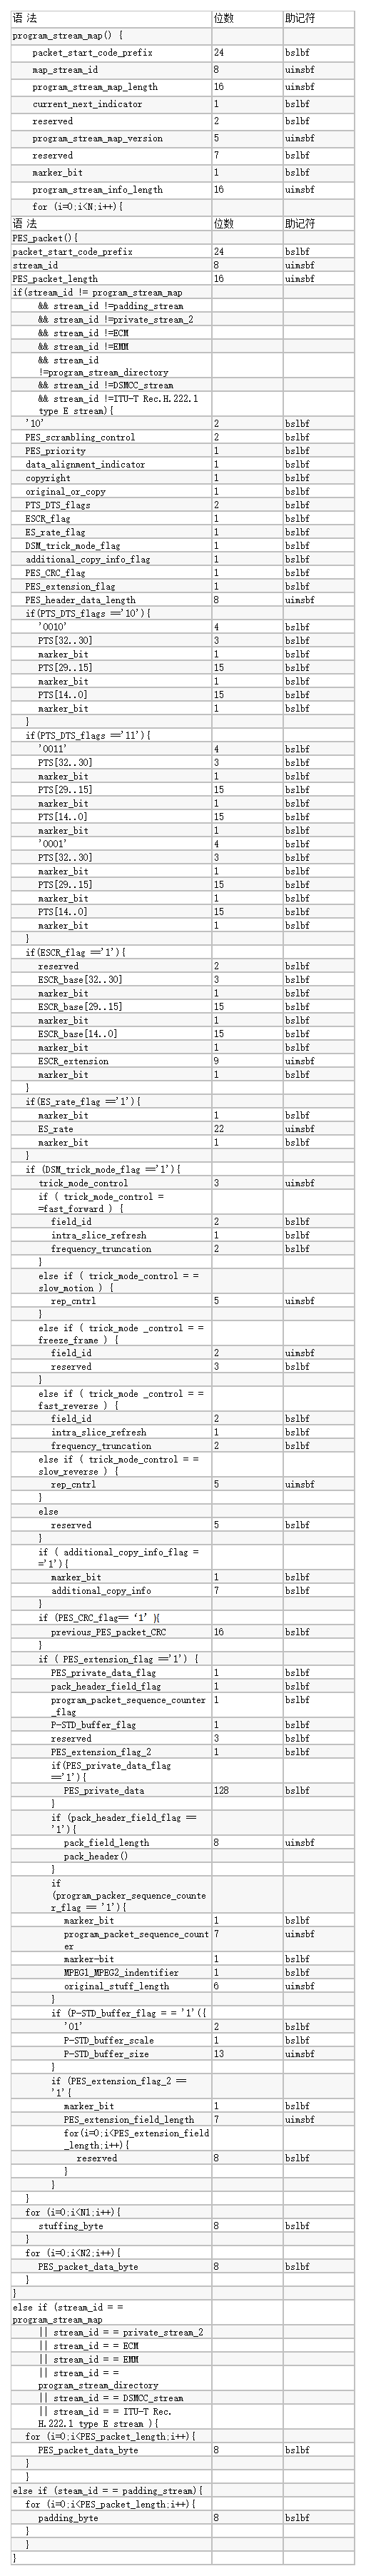 语 法 位数 助记符
program_stream_map() {
packet_start_code_prefix 24 bslbf
map_stream_id 8 uimsbf
program_stream_map_length 16 uimsbf
current_next_indicator 1 bslbf
reserved 2 bslbf
program_stream_map_version 5 uimsbf
reserved 7 bslbf
marker_bit 1 bslbf
program_stream_info_length 16 uimsbf
for (i=0;i<N;i++){
语 法 位数 助记符
PES_packet(){
packet_start_code_prefix 24 bslbf
stream_id 8 uimsbf
PES_packet_length 16 uimsbf
if(stream_id != program_stream_map
&& stream_id !=padding_stream
&& stream_id !=private_stream_2
&& stream_id !=ECM
&& stream_id !=EMM
&& stream_id
!=program_stream_directory
&& stream_id !=DSMCC_stream
&& stream_id !=ITU-T Rec.H.222.1
type E stream){
'10' 2 bslbf
PES_scrambling_control 2 bslbf
PES_priority 1 bslbf
data_alignment_indicator 1 bslbf
copyright 1 bslbf
original_or_copy 1 bslbf
PTS_DTS_flags 2 bslbf
ESCR_flag 1 bslbf
ES_rate_flag 1 bslbf
DSM_trick_mode_flag 1 bslbf
additional_copy_info_flag 1 bslbf
PES_CRC_flag 1 bslbf
PES_extension_flag 1 bslbf
PES_header_data_length 8 uimsbf
if(PTS_DTS_flags =='10'){
'0010' 4 bslbf
PTS[32..30] 3 bslbf
marker_bit 1 bslbf
PTS[29..15] 15 bslbf
marker_bit 1 bslbf
PTS[14..0] 15 bslbf
marker_bit 1 bslbf
}
if(PTS_DTS_flags =='11'){
'0011' 4 bslbf
PTS[32..30] 3 bslbf
marker_bit 1 bslbf
PTS[29..15] 15 bslbf
marker_bit 1 bslbf
PTS[14..0] 15 bslbf
marker_bit 1 bslbf
'0001' 4 bslbf
PTS[32..30] 3 bslbf
marker_bit 1 bslbf
PTS[29..15] 15 bslbf
marker_bit 1 bslbf
PTS[14..0] 15 bslbf
marker_bit 1 bslbf
}
if(ESCR_flag =='1'){
reserved 2 bslbf
ESCR_base[32..30] 3 bslbf
marker_bit 1 bslbf
ESCR_base[29..15] 15 bslbf
marker_bit 1 bslbf
ESCR_base[14..0] 15 bslbf
marker_bit 1 bslbf
ESCR_extension 9 uimsbf
marker_bit 1 bslbf
}
if(ES_rate_flag =='1'){
marker_bit 1 bslbf
ES_rate 22 uimsbf
marker_bit 1 bslbf
}
if (DSM_trick_mode_flag =='1'){
trick_mode_control 3 uimsbf
if ( trick_mode_control =
=fast_forward ) {
field_id 2 bslbf
intra_slice_refresh 1 bslbf
frequency_truncation 2 bslbf
}
else if ( trick_mode_control = =
slow_motion ) {
rep_cntrl 5 uimsbf
}
else if ( trick_mode _control = =
freeze_frame ) {
field_id 2 uimsbf
reserved 3 bslbf
}
else if ( trick_mode _control = =
fast_reverse ) {
field_id 2 bslbf
intra_slice_refresh 1 bslbf
frequency_truncation 2 bslbf
else if ( trick_mode_control = =
slow_reverse ) {
rep_cntrl 5 uimsbf
}
else
reserved 5 bslbf
}
if ( additional_copy_info_flag =
='1'){
marker_bit 1 bslbf
additional_copy_info 7 bslbf
}
if (PES_CRC_flag== ‘1’ ){
previous_PES_packet_CRC 16 bslbf
}
if ( PES_extension_flag =='1') {
PES_private_data_flag 1 bslbf
pack_header_field_flag 1 bslbf
program_packet_sequence_counter 1 bslbf
_flag
P-STD_buffer_flag 1 bslbf
reserved 3 bslbf
PES_extension_flag_2 1 bslbf
if(PES_private_data_flag
=='1'){
PES_private_data 128 bslbf
}
if (pack_header_field_flag ==
'1'){
pack_field_length 8 uimsbf
pack_header()
}
if
(program_packer_sequence_counte
r_flag == '1'){
marker_bit 1 bslbf
program_packet_sequence_count 7 uimsbf
er
marker-bit 1 bslbf
MPEG1_MPEG2_indentifier 1 bslbf
original_stuff_length 6 uimsbf
}
if (P-STD_buffer_flag = = '1'({
'01' 2 bslbf
P-STD_buffer_scale 1 bslbf
P-STD_buffer_size 13 uimsbf
}
if (PES_extension_flag_2 ==
'1'{
marker_bit 1 bslbf
PES_extension_field_length 7 uimsbf
for(i=0;i<PES_extension_field
_length;i++){
reserved 8 bslbf
}
}
}
for (i=0;i<N1;i++){
stuffing_byte 8 bslbf
}
for (i=0;i<N2;i++){
PES_packet_data_byte 8 bslbf
}
}
else if (stream_id = =
program_stream_map
|| stream_id = = private_stream_2
|| stream_id = = ECM
|| stream_id = = EMM
|| stream_id = =
program_stream_directory
|| stream_id = = DSMCC_stream
|| stream_id = = ITU-T Rec.
H.222.1 type E stream ){
for (i=0;i<PES_packet_length;i++){
PES_packet_data_byte 8 bslbf
}
}
else if (steam_id = = padding_stream){
for (i=0;i<PES_packet_length;i++){
padding_byte 8 bslbf
}
}
}